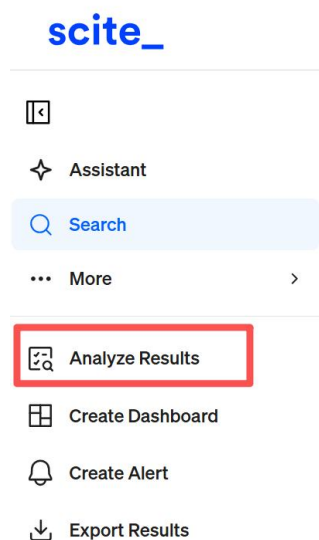 scite_
Assistant
Search
More
Analyze Results
Create Dashboard
Create Alert
Export Results